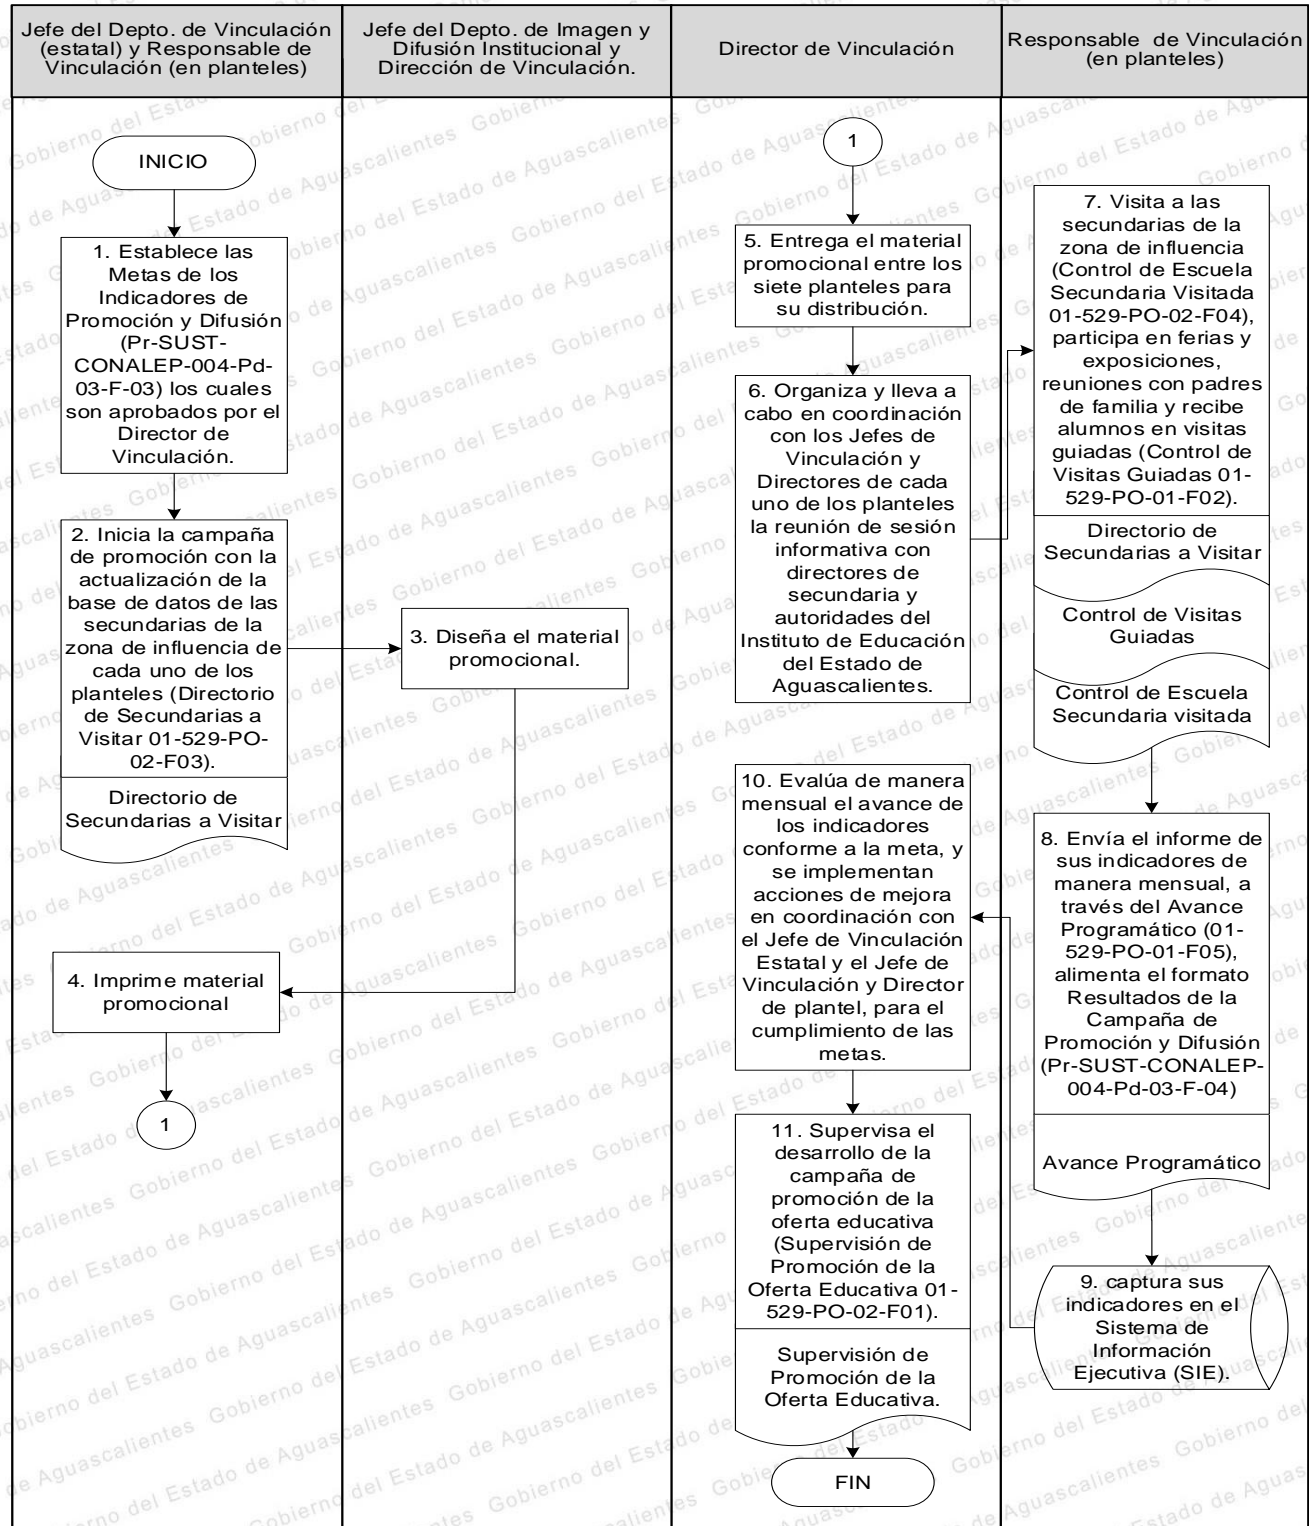 Jefe del Depto. de Vinculación
(estatal) y Responsable de
Vinculación (en planteles)
Jefe del Depto. de Imagen y
Difusión Institucional y
Dirección de Vinculación.
Director de Vinculación
Responsable de Vinculación
(en planteles)
INICIO
1. Establece las
Metas de los
Indicadores de
Promoción y Difusión
(Pr-SUST-
CONALEP-004-Pd-
03-F-03) los cuales
son aprobados por el
Director de
Vinculación.
2. Inicia la campaña
de promoción con la
actualización de la
base de datos de las
secundarias de la
zona de influencia de
cada uno de los
planteles (Directorio
de Secundarias a
Visitar 01-529-PO-
02-F03).
Directorio de
Secundarias a Visitar
3. Diseña el material
promocional.
4. Imprime material
promocional
1
1
5. Entrega el material
promocional entre los
siete planteles para
su distribución.
6. Organiza y lleva a
cabo en coordinación
con los Jefes de
Vinculación y
Directores de cada
uno de los planteles
la reunión de sesión
informativa con
directores de
secundaria y
autoridades del
Instituto de Educación
del Estado de
Aguascalientes.
7. Visita a las
secundarias de la
zona de influencia
(Control de Escuela
Secundaria Visitada
01-529-PO-02-F04),
participa en ferias y
exposiciones,
reuniones con padres
de familia y recibe
alumnos en visitas
guiadas (Control de
Visitas Guiadas 01-
529-PO-01-F02).
Directorio de
Secundarias a Visitar
Control de Visitas
Guiadas
Control de Escuela
Secundaria visitada
8. Envía el informe de
sus indicadores de
manera mensual, a
través del Avance
Programático (01-
529-PO-01-F05),
alimenta el formato
Resultados de la
Campaña de
Promoción y Difusión
(Pr-SUST-CONALEP-
004-Pd-03-F-04)
Avance Programático
9. captura sus
indicadores en el
Sistema de
Información
Ejecutiva (SIE).
10. Evalúa de manera
mensual el avance de
los indicadores
conforme a la meta, y
se implementan
acciones de mejora
en coordinación con
el Jefe de Vinculación
Estatal y el Jefe de
Vinculación y Director
de plantel, para el
cumplimiento de las
metas.
11. Supervisa el
desarrollo de la
campaña de
promoción de la
oferta educativa
(Supervisión de
Promoción de la
Oferta Educativa 01-
529-PO-02-F01).
Supervisión de
Promoción de la
Oferta Educativa.
FIN